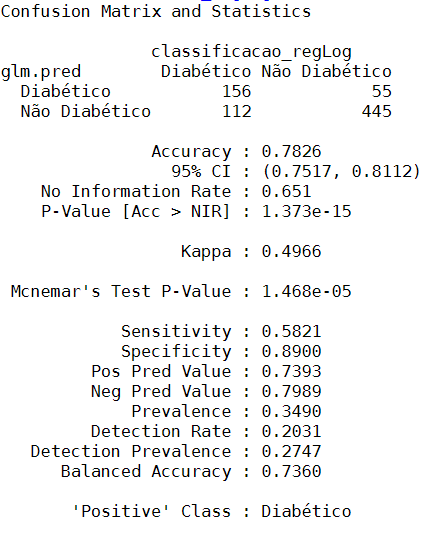 Confusion Matrix and Statistics
classificacao_regLog
glm.pred Diabético Não Diabético
Diabético 156 55
Não Diabético 112 445
Accuracy : 0.7826
95% CI : (0.7517, 0.8112)
No Information Rate : 0.651
P-Value [Acc > NIR] : 1.373e-15
Kappa : 0.4966
Mcnemar's Test P-Value : 1.468e-05
Sensitivity : 0.5821
Specificity : 0.8900
Pos Pred Value : 0.7393
Neg Pred Value : 0.7989
Prevalence : 0.3490
Detection Rate : 0.2031
Detection Prevalence : 0.2747
Balanced Accuracy : 0.7360
'Positive' Class : Diabético